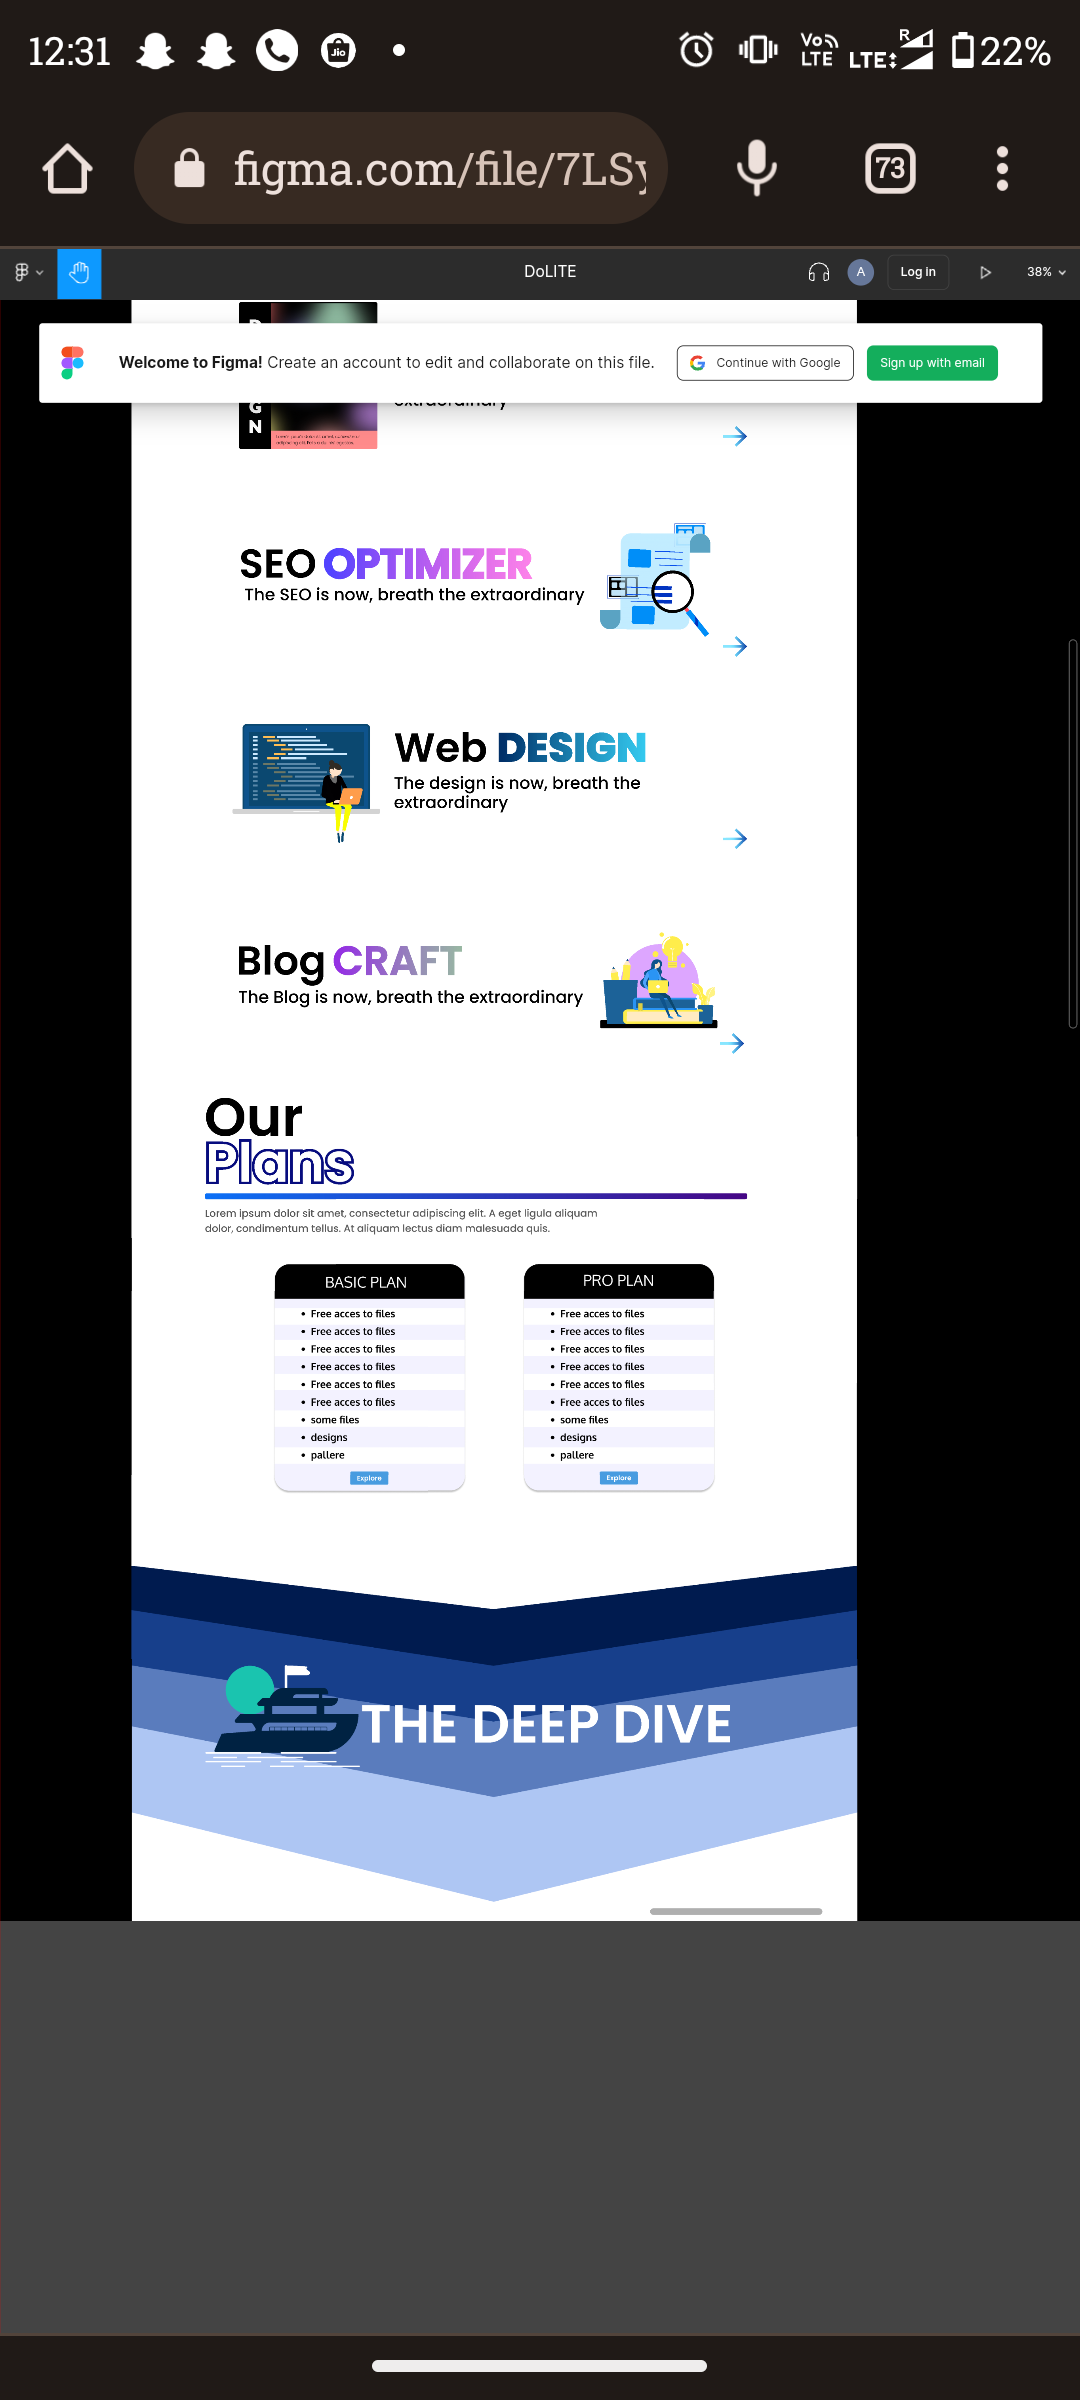 12:31
Jio
Vo
LTE
LTE
R
22%
figma.com/file/7LSy
73
DoLITE
A
Log in
38%
Welcome to Figma! Create an account to edit and collaborate on this file.
Continue with Google
Sign up with email
G
N
extraordinary
SEO OPTIMIZER
The SEO is now, breath the extraordinary
Web DESIGN
The design is now, breath the
extraordinary
Blog CRAFT
The Blog is now, breath the extraordinary
Our
Plans
Lorem ipsum dolor sit amet, consectetur adipiscing elit. A eget ligula aliquam
dolor, condimentum tellus. At aliquam lectus diam malesuada quis.
BASIC PLAN
• Free acces to files
• Free acces to files
• Free acces to files
• Free acces to files
• Free acces to files
• Free acces to files
• some files
• designs
• pallere
Explore
PRO PLAN
• Free acces to files
• Free acces to files
• Free acces to files
• Free acces to files
• Free acces to files
• Free acces to files
• some files
• designs
• pallere
Explore
THE DEEP DIVE